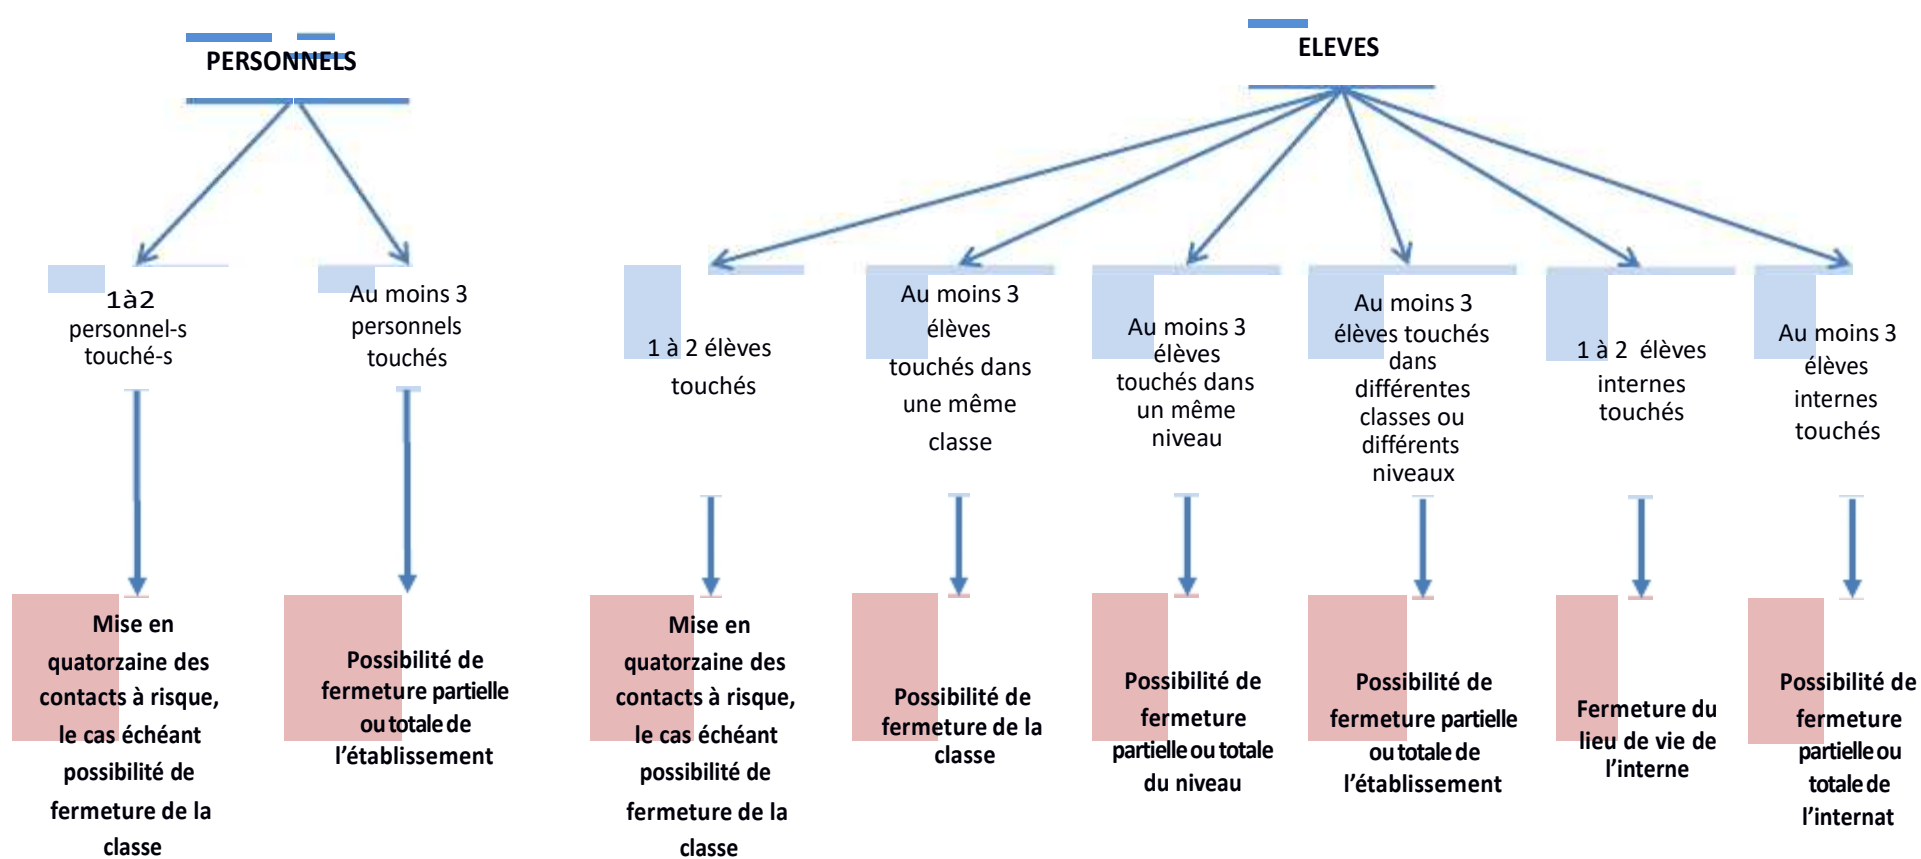 PERSONNELS
ELEVES
1à2
personnel-s
touché-s
Au moins 3
personnels
touchés
1 à 2 élèves
touchés
Au moins 3
élèves
touchés dans
une même
classe
Au moins 3
élèves
touchés dans
un même
niveau
Au moins 3
élèves touchés
dans
différentes
classes ou
différents
niveaux
1 à 2 élèves
internes
touchés
Au moins 3
élèves
internes
touchés
Mise en
quatorzaine des
contacts à risque,
le cas échéant
possibilité de
fermeture de la
classe
Possibilité de
fermeture partielle
ou totale de
l'établissement
Mise en
quatorzaine des
contacts à risque,
le cas échéant
possibilité de
fermeture de la
classe
Possibilité de
fermeture de la
classe
Possibilité de
fermeture
partielle ou totale
du niveau
Possibilité de
fermeture partielle
ou totale de
l'établissement
Fermeture du
lieu de vie de
l'interne
Possibilité de
fermeture
partielle ou
totale de
l'internat